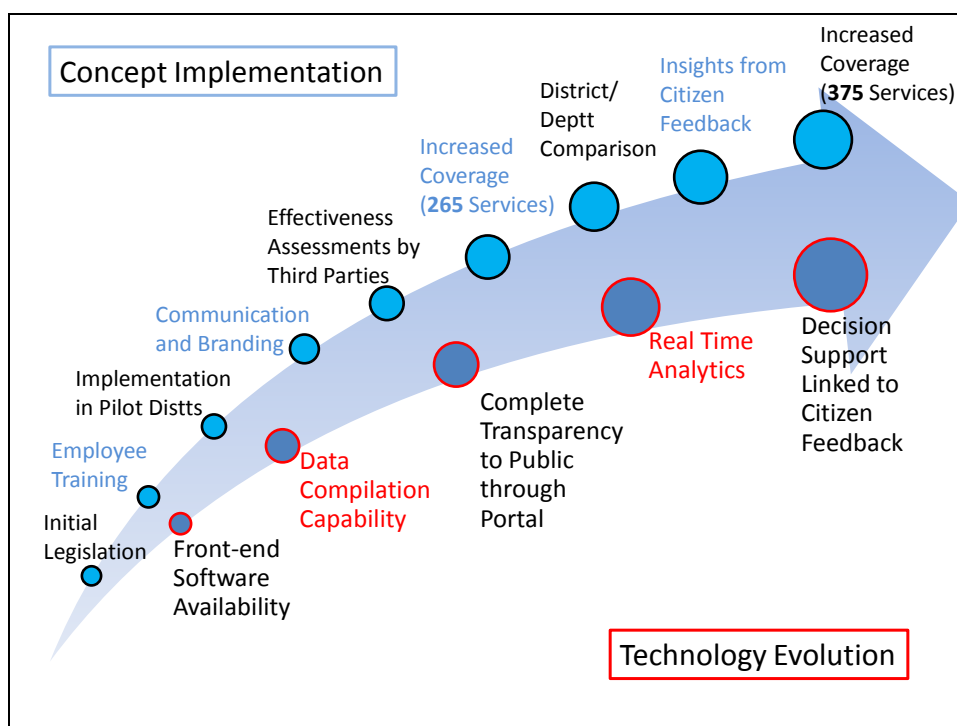 Concept Implementation
Initial
Legislation
Employee
Training
Implementation
in Pilot Distts
Communication
and Branding
Effectiveness
Assessments by
Third Parties
Increased
Coverage
(265 Services)
District/
Deptt
Comparison
Insights from
Citizen
Feedback
Increased
Coverage
(375 Services)
Front-end
Software
Availability
Data
Compilation
Capability
Complete
Transparency
to Public
through
Portal
Real Time
Analytics
Decision
Support
Linked to
Citizen
Feedback
Technology Evolution